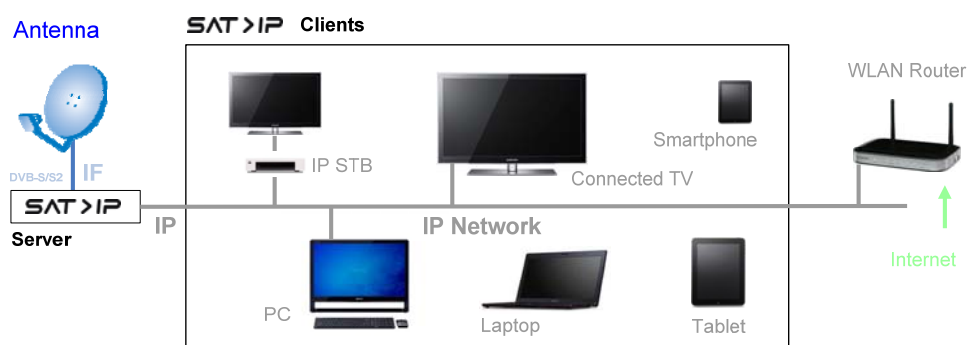 Antenna
SAT>IP Clients
WLAN Router
Smartphone
IP STB
Connected TV
DVB-S/S2 IF
SAT>IP
IP
IP Network
Server
Internet
PC
Laptop
Tablet